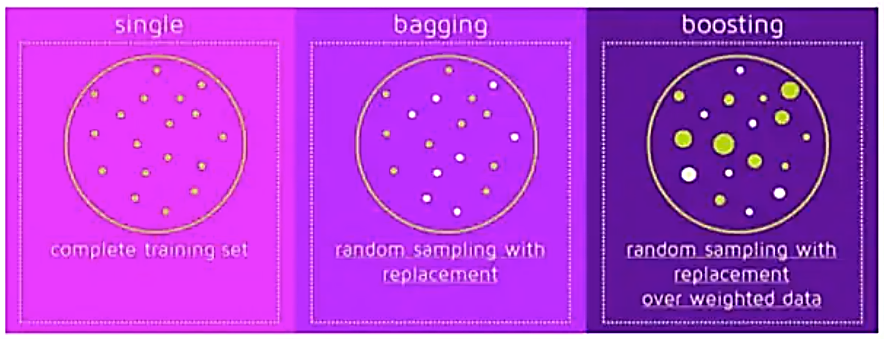 single
complete training set
bagging
random sampling with
replacement
boosting
random sampling with
replacement
over weighted data